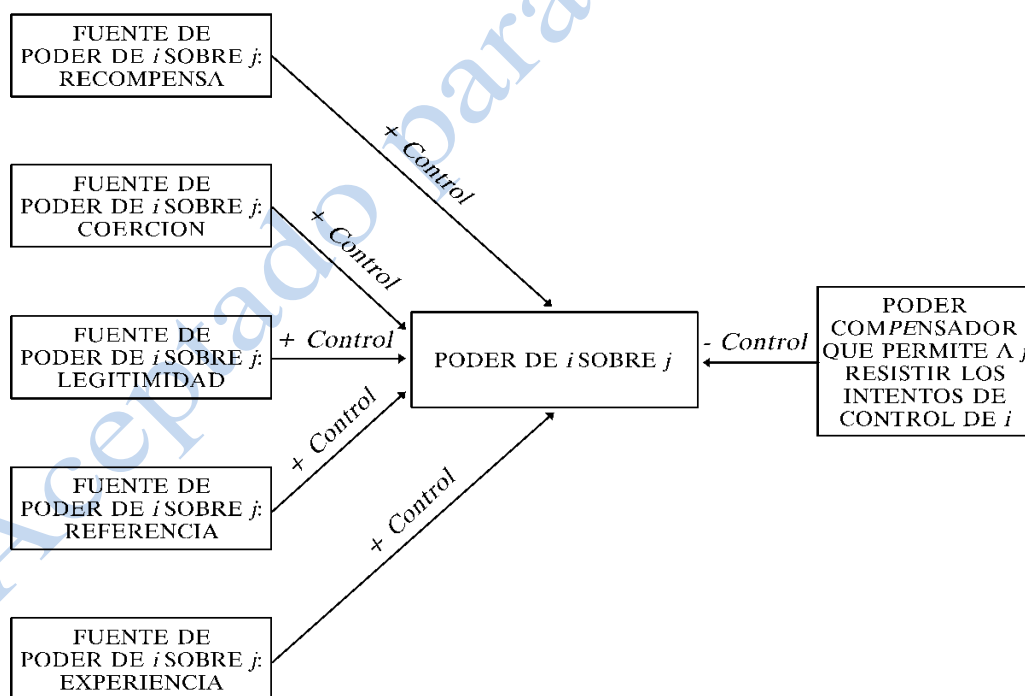 FUENTE DE
PODER DE i SOBRE j:
RECOMPENSA
+ Control
FUENTE DE
PODER DE i SOBRE j:
COERCION
+ Control
FUENTE DE
PODER DE i SOBRE j:
LEGITIMIDAD
+ Control
FUENTE DE
PODER DE i SOBRE j:
REFERENCIA
+ Control
FUENTE DE
PODER DE i SOBRE j:
EXPERIENCIA
+ Control
PODER DE i SOBRE j
- Control
PODER
COMPENSADOR
QUE PERMITE A j
RESISTIR LOS
INTENTOS DE
CONTROL DE i
Aceptado para